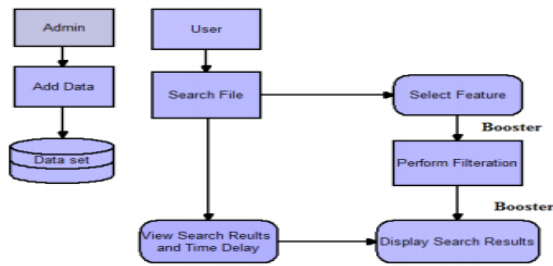 Admin
User
Add Data
Search File
Select Feature
Booster
Data set
Perform Filteration
Booster
View Search Reults
and Time Delay
Display Search Results